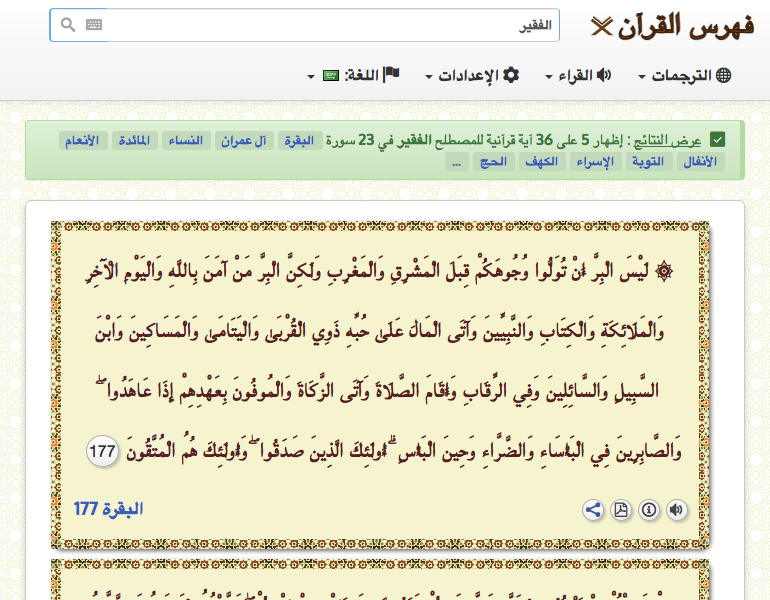 فهرس القرآن
الفقير
الترجمات القراء الإعدادات اللغة:
عرض النتائج : إظهار 5 على 36 آية قرآنية للمصطلح الفقير في 23 سورة البقرة آل عمران النساء المائدة الأنعام
الأنفال التوبة الإسراء الكهف الحج ...
۞ لَيْسَ الْبِرَّ أَنْ تُوَلُّوا وُجُوهَكُمْ قِبَلَ الْمَشْرِقِ وَالْمَغْرِبِ وَلَكِنَّ الْبِرَّ مَنْ آمَنَ بِاللَّهِ وَالْيَوْمِ الْآخِرِ
وَالْمَلَائِكَةِ وَالْكِتَابِ وَالنَّبِيِّينَ وَآتَى الْمَالَ عَلَىٰ حُبِّهِ ذَوِي الْقُرْبَىٰ وَالْيَتَامَىٰ وَالْمَسَاكِينَ وَابْنَ
السَّبِيلِ وَالسَّائِلِينَ وَفِي الرِّقَابِ وَأَقَامَ الصَّلَاةَ وَآتَى الزَّكَاةَ وَالْمُوفُونَ بِعَهْدِهِمْ إِذَا عَاهَدُوا ۖ
وَالصَّابِرِينَ فِي الْبَأْسَاءِ وَالضَّرَّاءِ وَحِينَ الْبَأْسِ ۗ أُولَئِكَ الَّذِينَ صَدَقُوا ۖ وَأُولَئِكَ هُمُ الْمُتَّقُونَ 177
البقرة 177